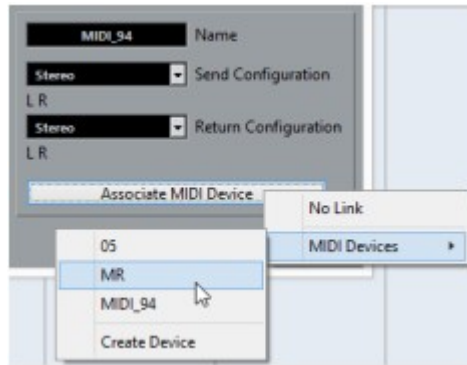 MIDI_94 Name
Stereo Send Configuration
L R
Stereo Return Configuration
L R
Associate MIDI Device
No Link
MIDI Devices
05
MR
MIDI_94
Create Device